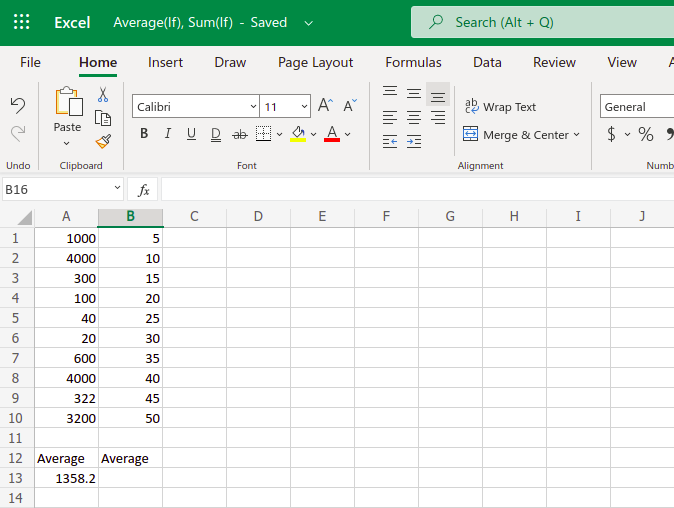 Excel Average(If), Sum(If) - Saved Search (Alt + Q)
File Home Insert Draw Page Layout Formulas Data Review View
Calibri 11 A^ Aˇ ab Wrap Text General
Paste B I U D ab A Merge & Center $ % 9
Undo Clipboard Font Alignment Numb
B16 fx
A B C D E F G H I J
1 1000 5
2 4000 10
3 300 15
4 100 20
5 40 25
6 20 30
7 600 35
8 4000 40
9 322 45
10 3200 50
11
12 Average Average
13 1358.2
14